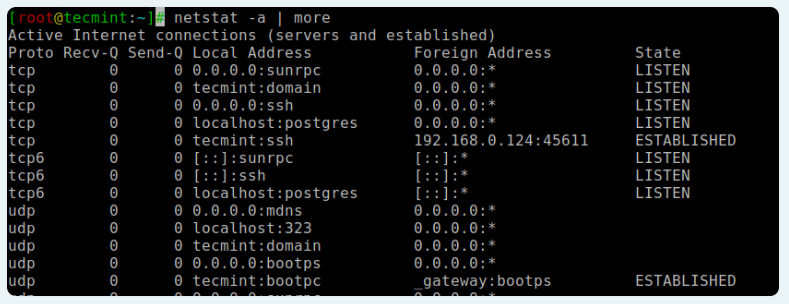 [root@tecmint:~]# netstat -a | more
Active Internet connections (servers and established)
Proto Recv-Q Send-Q Local Address           Foreign Address         State
tcp        0      0 0.0.0.0:sunrpc          0.0.0.0:*               LISTEN
tcp        0      0 tecmint:domain          0.0.0.0:*               LISTEN
tcp        0      0 0.0.0.0:ssh             0.0.0.0:*               LISTEN
tcp        0      0 localhost:postgres      0.0.0.0:*               LISTEN
tcp        0      0 tecmint:ssh             192.168.0.124:45611     ESTABLISHED
tcp6       0      0 [::]:sunrpc             [::]:*                  LISTEN
tcp6       0      0 [::]:ssh                [::]:*                  LISTEN
tcp6       0      0 localhost:postgres      [::]:*                  LISTEN
udp        0      0 0.0.0.0:mdns            0.0.0.0:*
udp        0      0 localhost:323           0.0.0.0:*
udp        0      0 tecmint:domain          0.0.0.0:*
udp        0      0 0.0.0.0:bootps          0.0.0.0:*
udp        0      0 tecmint:bootpc          _gateway:bootps         ESTABLISHED